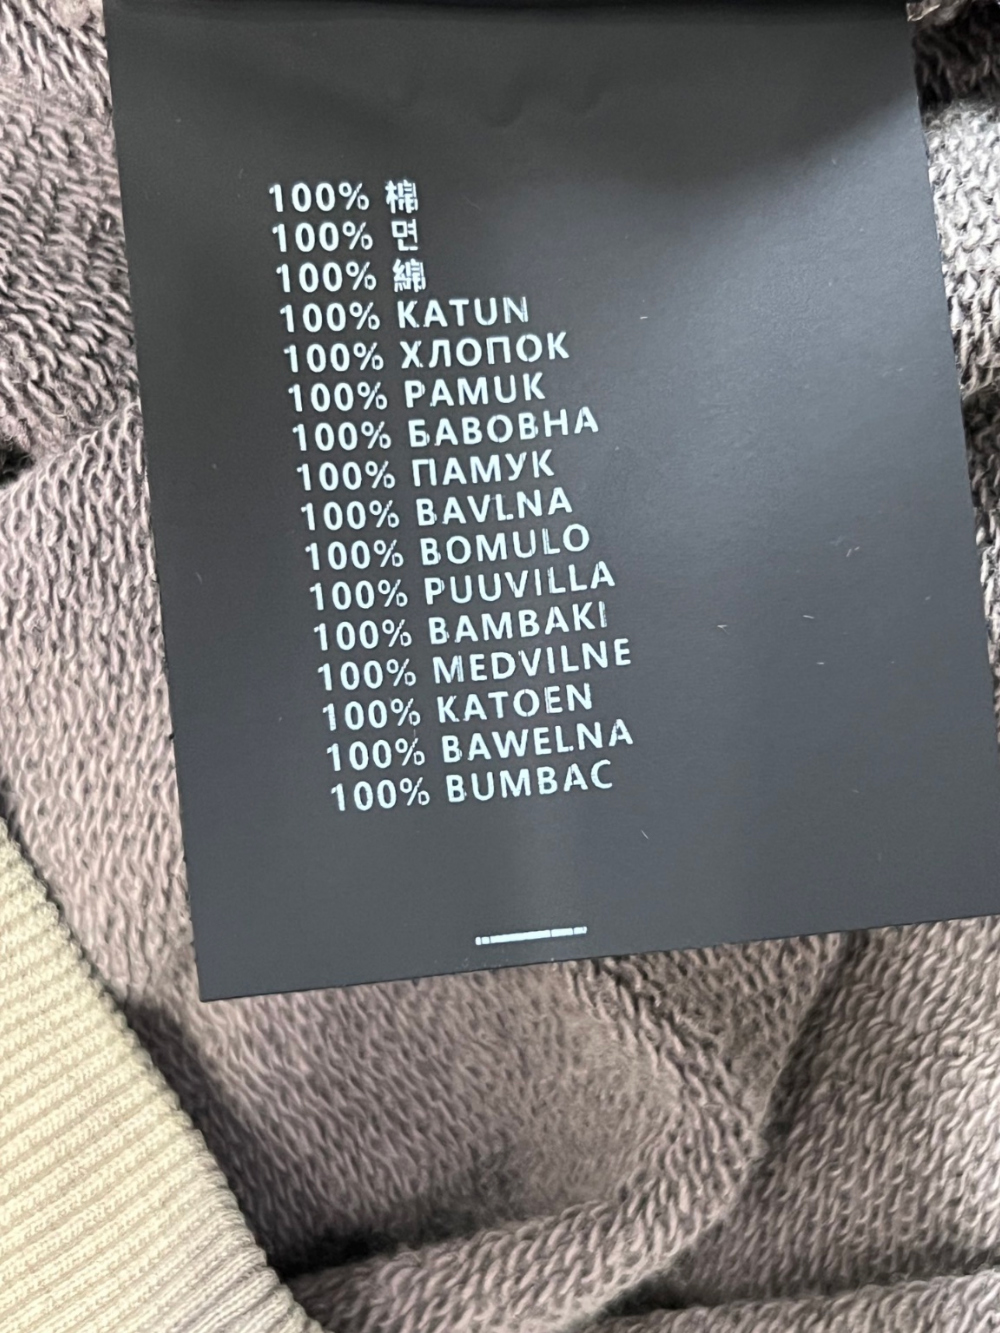 100% 棉
100% 면
100% 綿
100% KATUN
100% ХЛОПОК
100% PAMUK
100% БАВОВНА
100% ПАМУК
100% BAVLNA
100% BOMULO
100% PUUVILLA
100% BAMBAKI
100% MEDVILNE
100% KATOEN
100% BAWELNA
100% BUMBAC